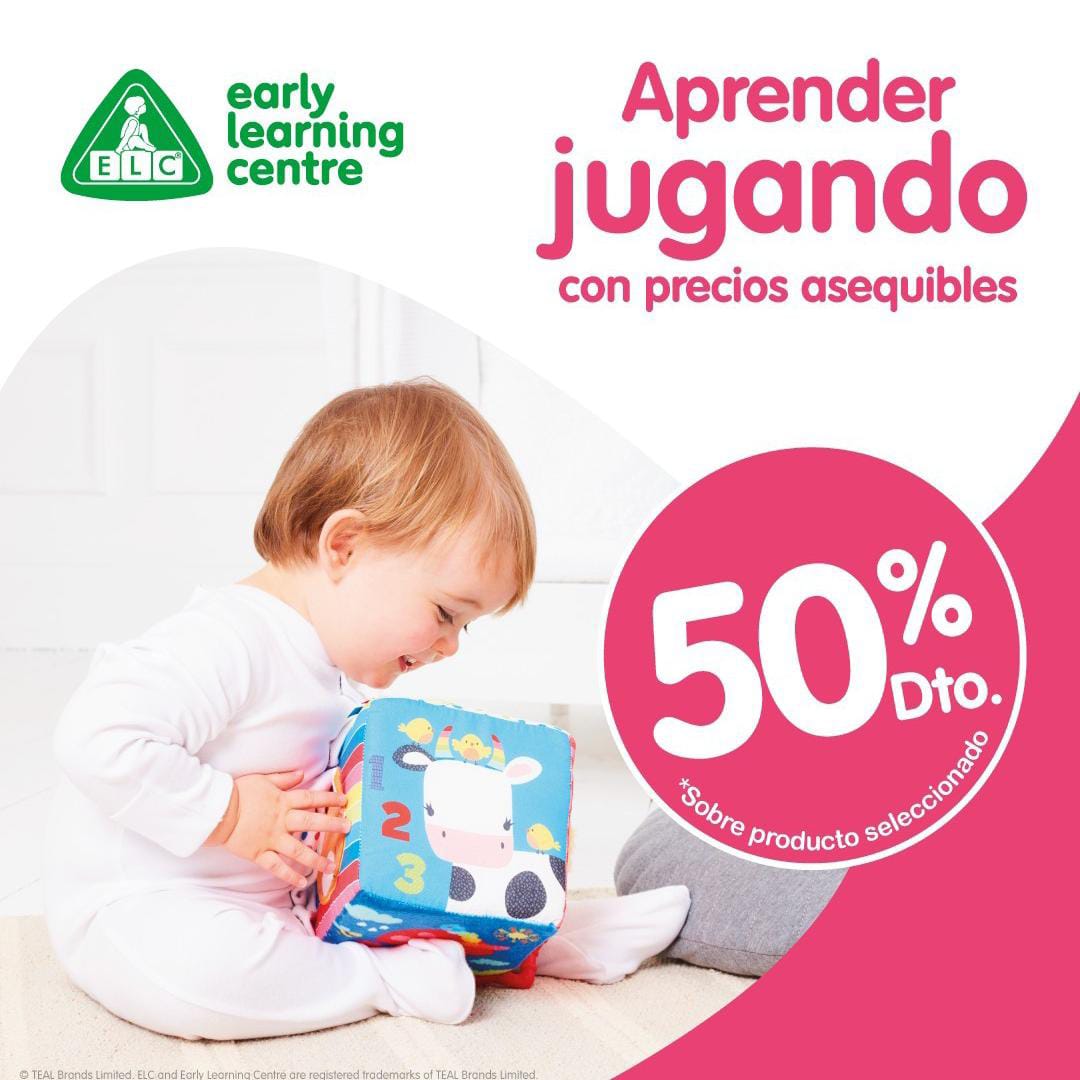 early
learning
centre
ELC®
Aprender
jugando
con precios asequibles
50%
Dto.
*Sobre producto seleccionado
1
2
3
© TEAL Brands Limited. ELC and Early Learning Centre are registered trademarks of TEAL Brands Limited.